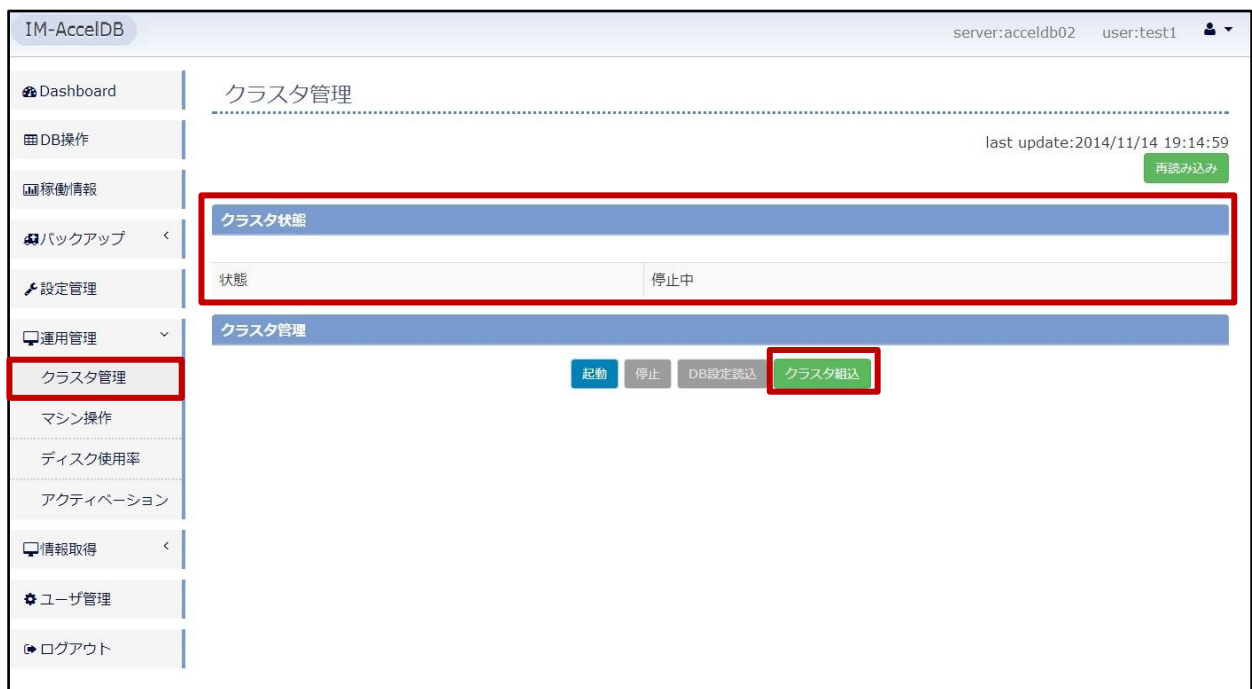 IM-AccelDB
server:acceldb02 user:test1
Dashboard
DB操作
稼働情報
バックアップ
設定管理
運用管理
クラスタ管理
マシン操作
ディスク使用率
アクティベーション
情報取得
ユーザ管理
ログアウト
クラスタ管理
last update:2014/11/14 19:14:59
再読み込み
クラスタ状態
状態 停止中
クラスタ管理
起動 停止 DB設定読込 クラスタ組込